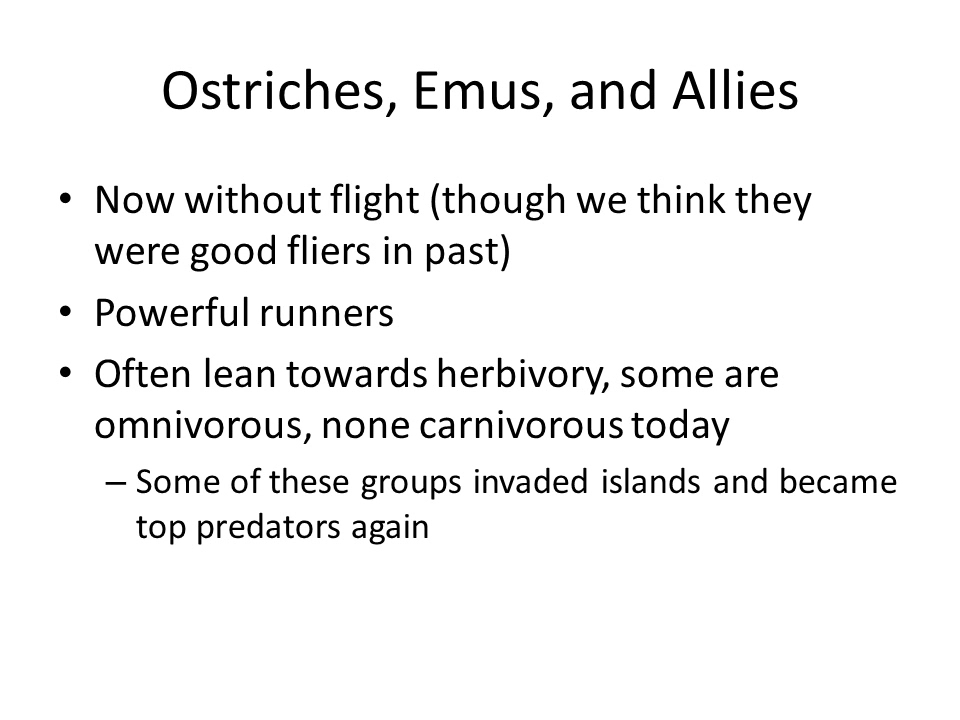 Ostriches, Emus, and Allies
• Now without flight (though we think they
were good fliers in past)
• Powerful runners
• Often lean towards herbivory, some are
omnivorous, none carnivorous today
– Some of these groups invaded islands and became
top predators again